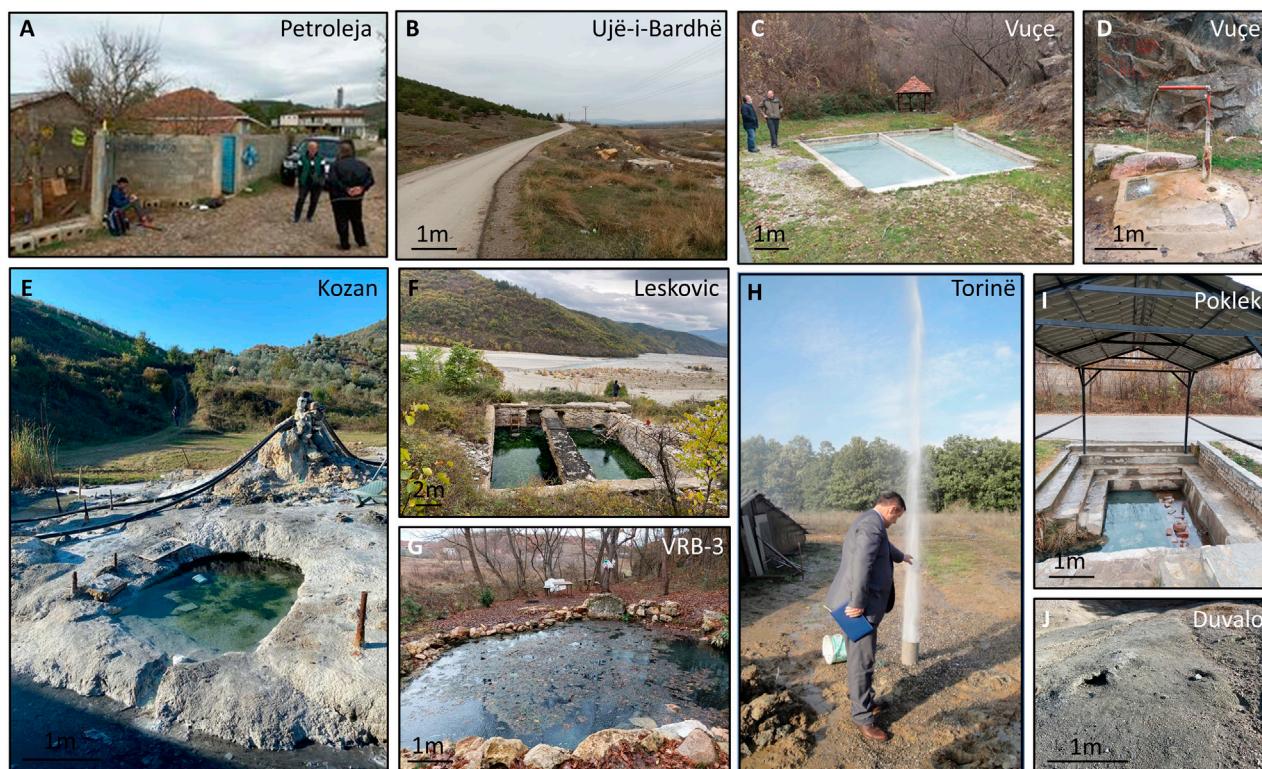 A Petroleja
B Ujë-i-Bardhë
1m
C Vuçe
1m
D Vuçe
1m
E Kozan
1m
F Leskovic
2m
G VRB-3
1m
H Torinë
I Poklek
1m
J Duvalo
1m